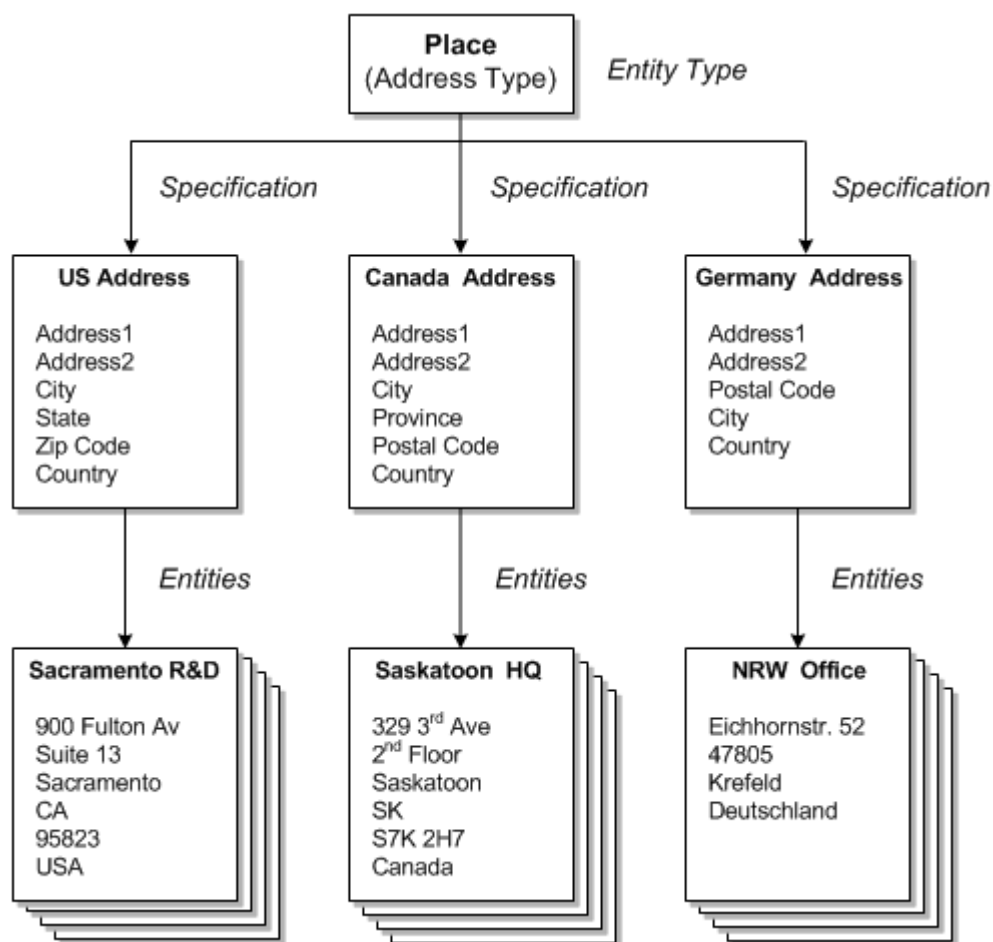 Place
(Address Type)
Entity Type
Specification
Specification
Specification
US Address
Address1
Address2
City
State
Zip Code
Country
Canada Address
Address1
Address2
City
Province
Postal Code
Country
Germany Address
Address1
Address2
Postal Code
City
Country
Entities
Entities
Entities
Sacramento R&D
900 Fulton Av
Suite 13
Sacramento
CA
95823
USA
Saskatoon HQ
329 3rd Ave
2nd Floor
Saskatoon
SK
S7K 2H7
Canada
NRW Office
Eichhornstr. 52
47805
Krefeld
Deutschland